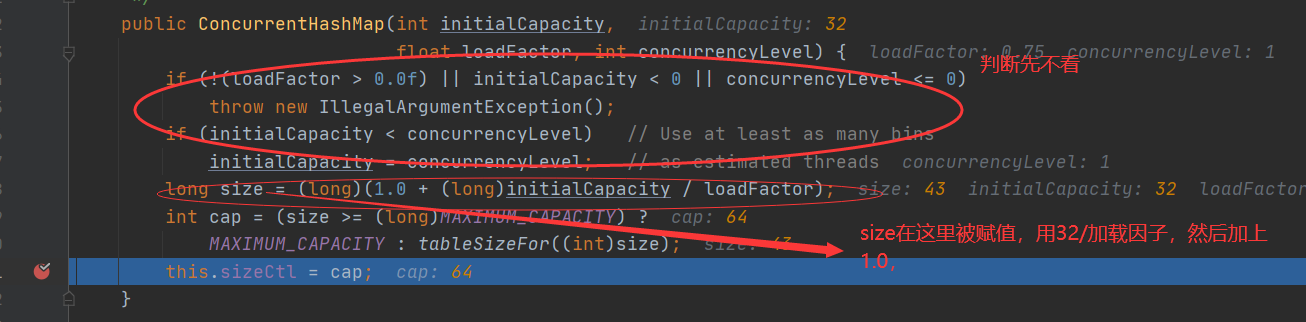 public ConcurrentHashMap(int initialCapacity, initialCapacity: 32
float loadFactor, int concurrencyLevel) { loadFactor: 0.75 concurrencyLevel: 1
判断先不看
if (!(loadFactor > 0.0f) || initialCapacity < 0 || concurrencyLevel <= 0)
throw new IllegalArgumentException();
if (initialCapacity < concurrencyLevel) // Use at least as many bins
initialCapacity = concurrencyLevel; // as estimated threads concurrencyLevel: 1
long size = (long)(1.0 + (long)initialCapacity / loadFactor); size: 43 initialCapacity: 32 loadFactor
int cap = (size >= (long)MAXIMUM_CAPACITY) ? cap: 64
MAXIMUM_CAPACITY : tableSizeFor((int)size); size: 43
size在这里被赋值，用32/加载因子，然后加上
1.0，
this.sizeCtl = cap; cap: 64
}